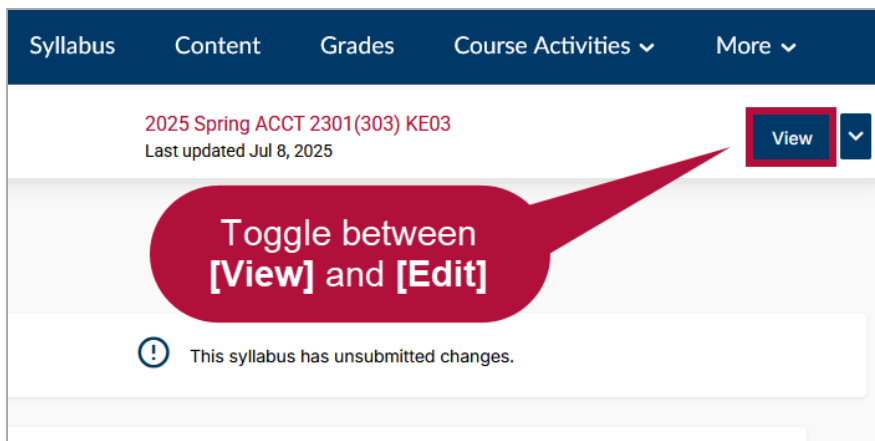 Syllabus Content Grades Course Activities More
2025 Spring ACCT 2301(303) KE03
Last updated Jul 8, 2025
View
Toggle between
[View] and [Edit]
This syllabus has unsubmitted changes.